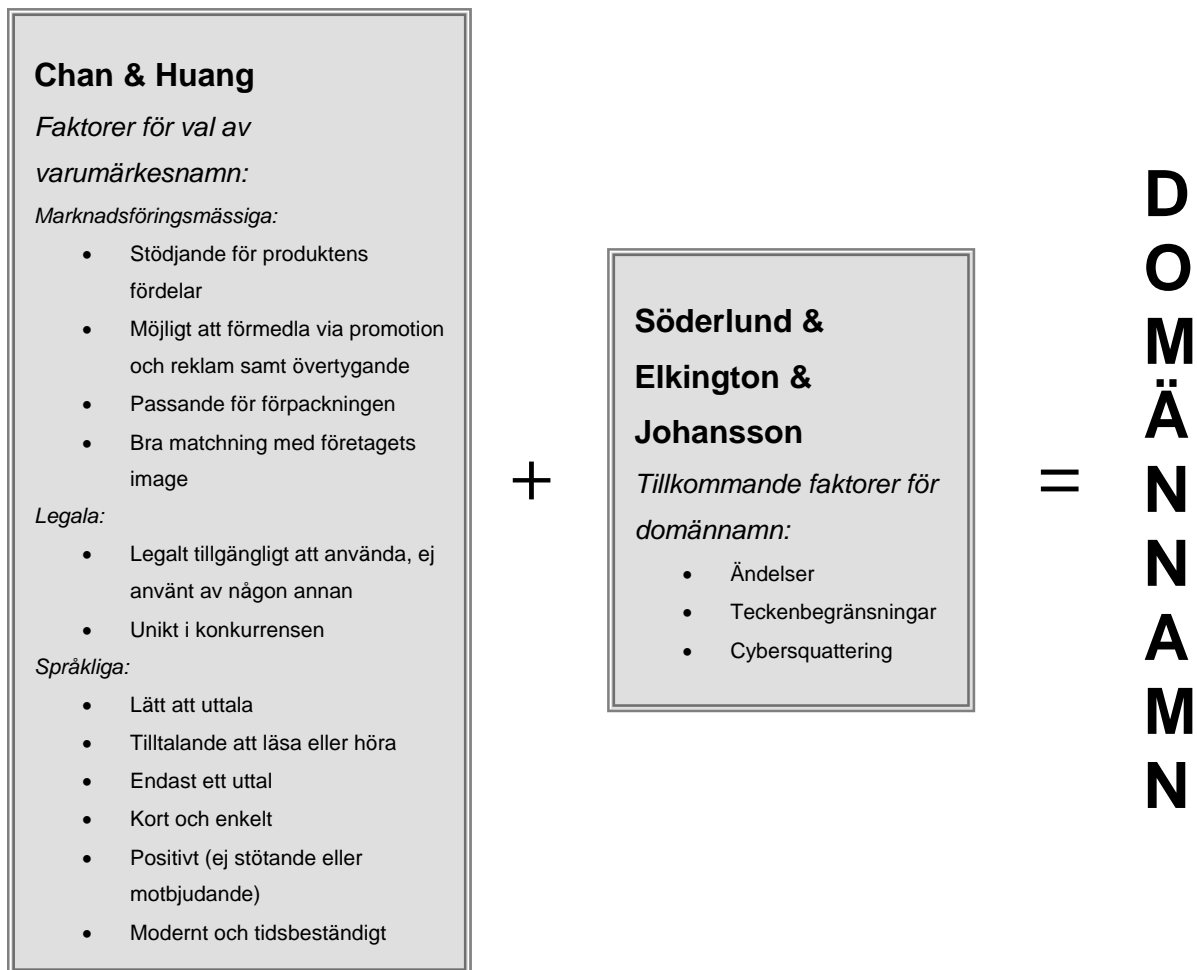 Chan & Huang
Faktorer för val av
varumärkesnamn:
Marknadsföringsmässiga:
• Stödjande för produktens
fördelar
• Möjligt att förmedla via promotion
och reklam samt övertygande
• Passande för förpackningen
• Bra matchning med företagets
image
Legala:
• Legalt tillgängligt att använda, ej
använt av någon annan
• Unikt i konkurrensen
Språkliga:
• Lätt att uttala
• Tilltalande att läsa eller höra
• Endast ett uttal
• Kort och enkelt
• Positivt (ej stötande eller
motbjudande)
• Modernt och tidsbeständigt
+
Söderlund &
Elkington &
Johansson
Tillkommande faktorer för
domännamn:
• Ändelser
• Teckenbegränsningar
• Cybersquattering
=
D
O
M
Ä
N
N
A
M
N